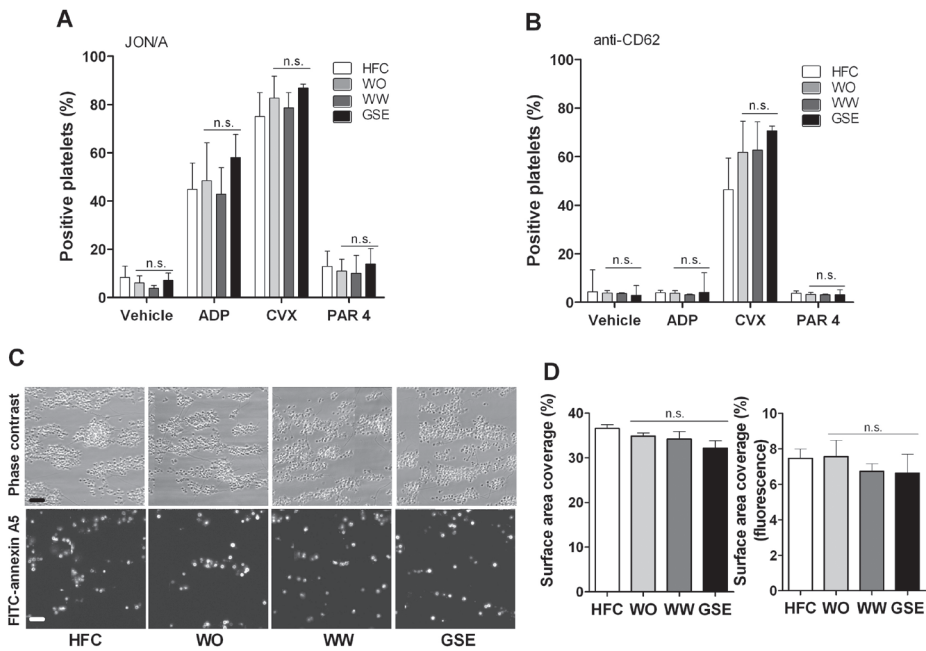 A
JON/A
Positive platelets (%)
100
80
60
40
20
0
n.s.
n.s.
n.s.
n.s.
HFC
WO
WW
GSE
Vehicle ADP CVX PAR 4
B
anti-CD62
Positive platelets (%)
100
80
60
40
20
0
n.s.
n.s.
n.s.
n.s.
HFC
WO
WW
GSE
Vehicle ADP CVX PAR 4
C
Phase contrast
FITC-annexin A5
HFC WO WW GSE
D
Surface area coverage (%)
40
30
20
10
0
n.s.
HFC WO WW GSE
Surface area coverage (%)
(fluorescence)
10
8
6
4
2
0
n.s.
HFC WO WW GSE